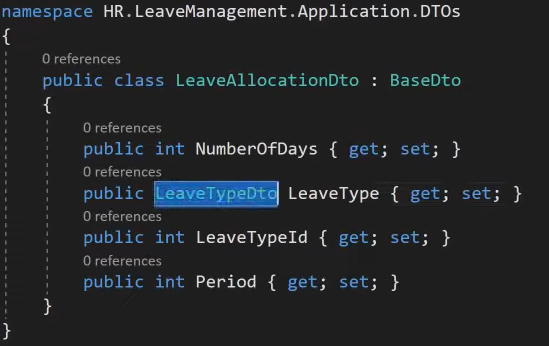 namespace HR.LeaveManagement.Application.DTOs
{
0 references
public class LeaveAllocationDto : BaseDto
{
0 references
public int NumberOfDays { get; set; }
0 references
public LeaveTypeDto LeaveType { get; set; }
0 references
public int LeaveTypeId { get; set; }
0 references
public int Period { get; set; }
}
}